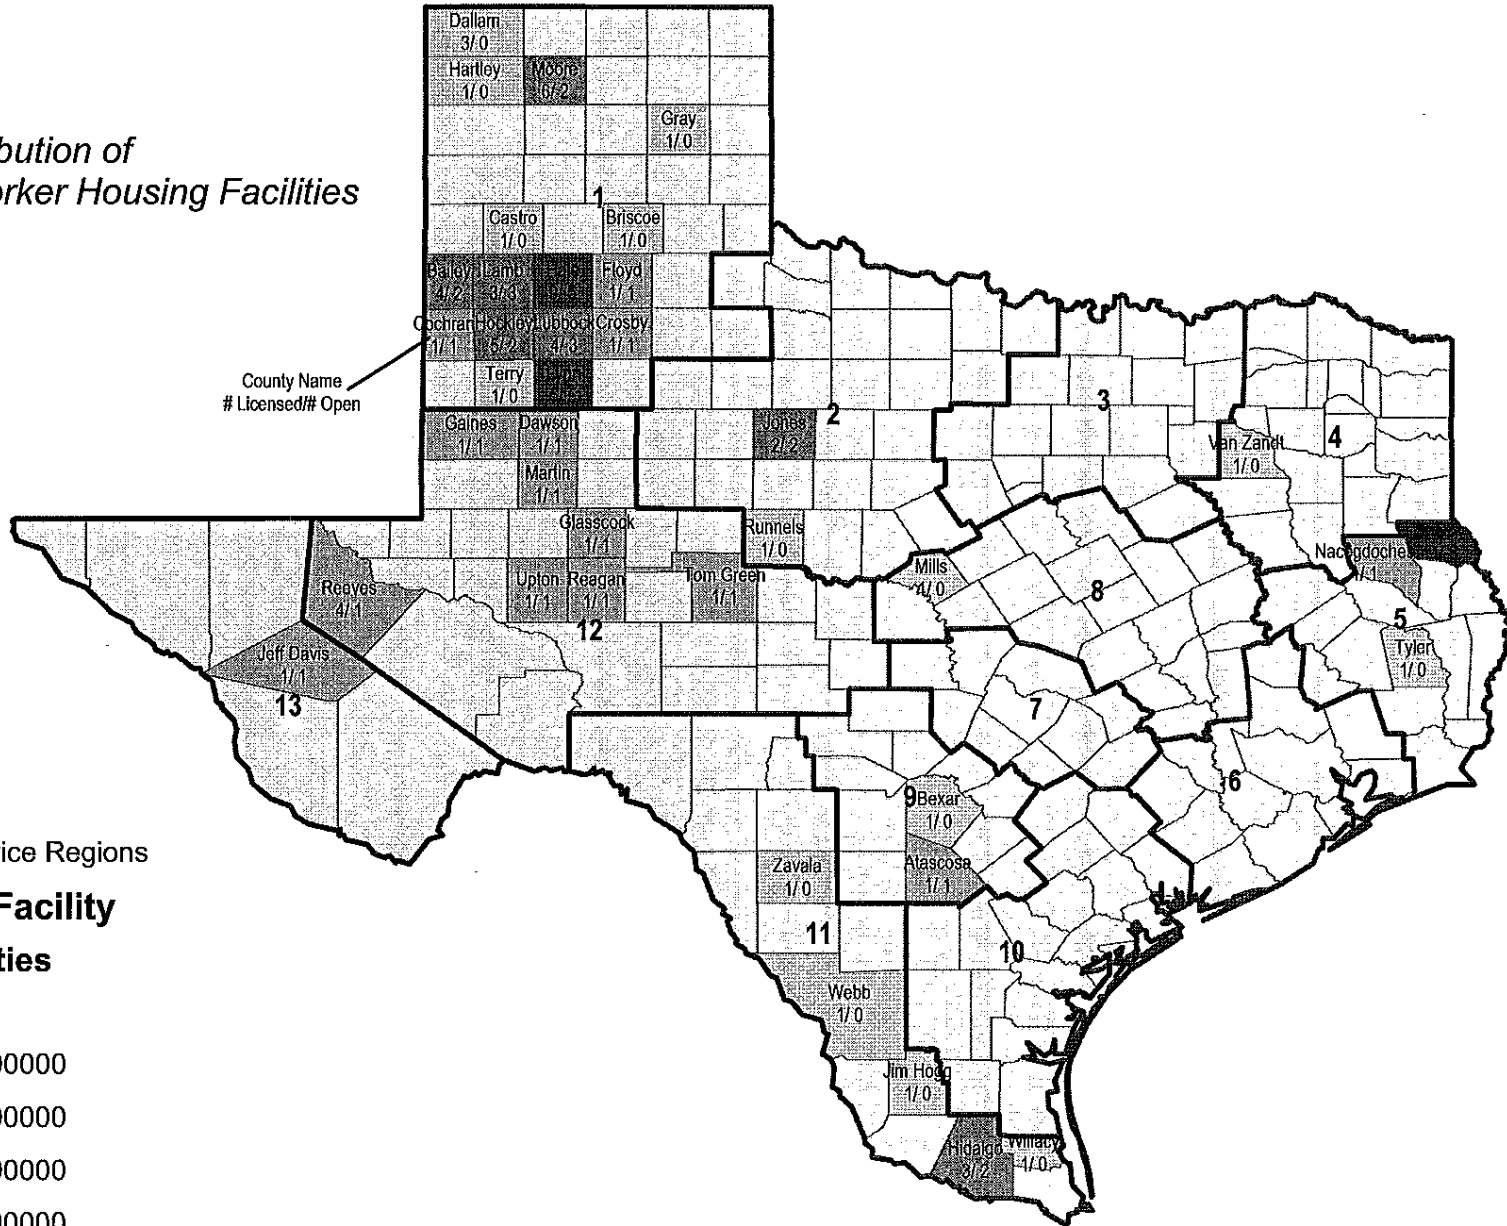 Dallam
3/ 0
Hartley
1/ 0
Moore
Gray
1/ 0
bution of
orker Housing Facilities
1
Castro
1/ 0
Briscoe
1/ 0
Bailey
4/ 2
Lamb
3/ 3
Floyd
1/ 1
Cochran
1/ 1
Hockley
5/ 2
Lubbock
4/ 3
Crosby
1/ 1
County Name
# Licensed/# Open
Terry
1/ 0
Gaines
1/ 1
Dawson
1/ 1
Jones
2/ 2
2
3
4
Van Zandt
1/ 0
Martin
1/ 1
Glasscock
1/ 1
Runnels
1/ 0
Mills
4/ 0
Nacogdoches
Reeves
4/ 1
Upton
1/ 1
Reagan
1/ 1
Tom Green
1/ 1
8
12
5
Tyler
1/ 0
Jeff Davis
1/ 1
13
7
6
9
Bexar
1/ 0
ice Regions
Zavala
1/ 0
Atascosa
1/ 1
Facility
11
10
ties
Webb
1/ 0
00000
Jim Hogg
1/ 0
00000
Hidalgo
3/ 2
Willacy
1/ 0
00000
00000